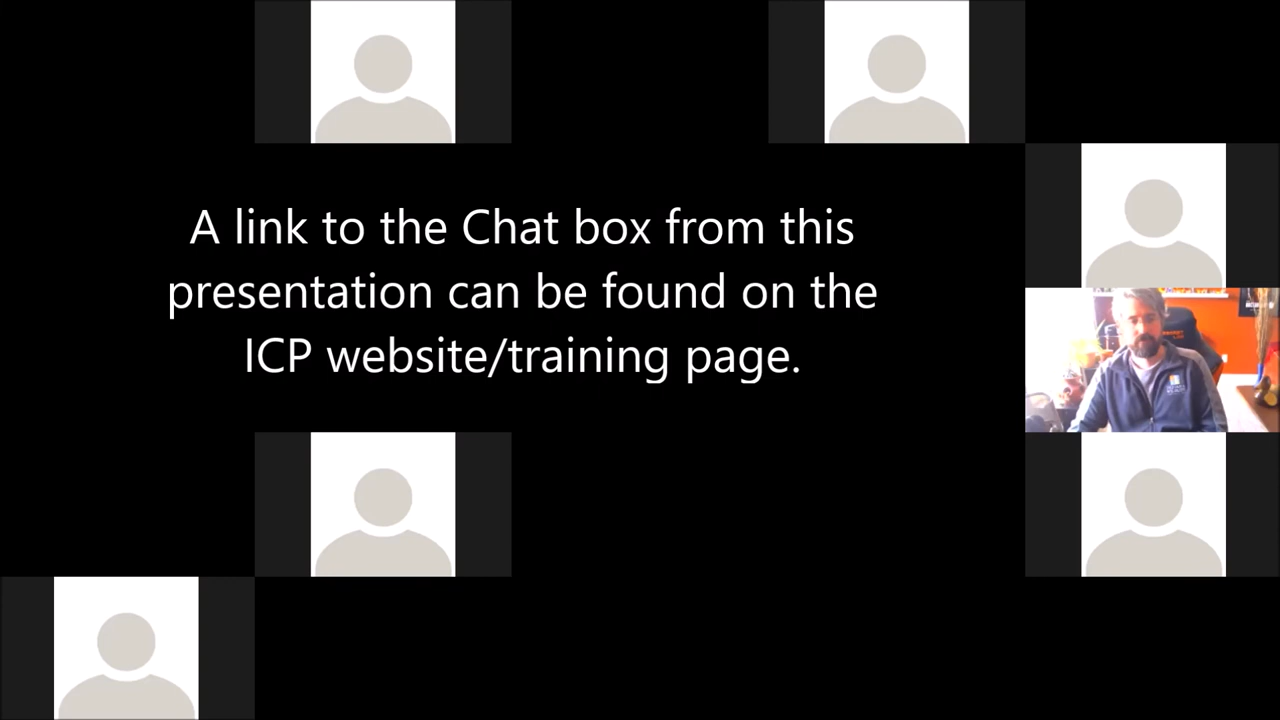 A link to the Chat box from this
presentation can be found on the
ICP website/training page.